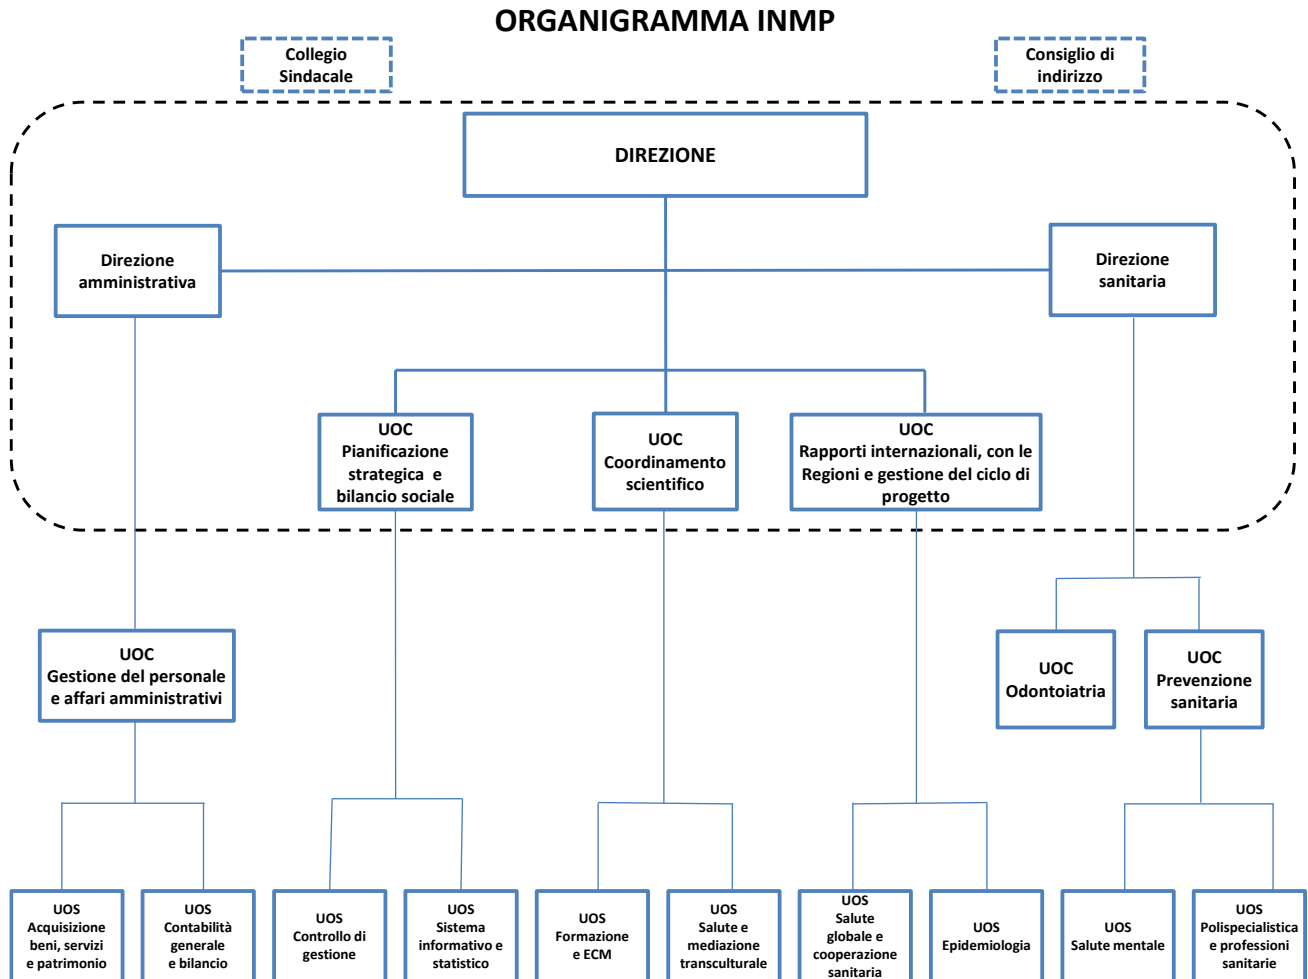 ORGANIGRAMMA INMP
Collegio
Sindacale
Consiglio di
indirizzo
DIREZIONE
Direzione
amministrativa
Direzione
sanitaria
UOC
Pianificazione
strategica e
bilancio sociale
UOC
Coordinamento
scientifico
UOC
Rapporti internazionali, con le
Regioni e gestione del ciclo di
progetto
UOC
Gestione del personale
e affari amministrativi
UOC
Odontoiatria
UOC
Prevenzione
sanitaria
UOS
Acquisizione
beni, servizi
e patrimonio
UOS
Contabilità
generale
e bilancio
UOS
Controllo di
gestione
UOS
Sistema
informativo e
statistico
UOS
Formazione
e ECM
UOS
Salute e
mediazione
transculturale
UOS
Salute
globale e
cooperazione
sanitaria
UOS
Epidemiologia
UOS
Salute mentale
UOS
Polispecialistica
e professioni
sanitarie